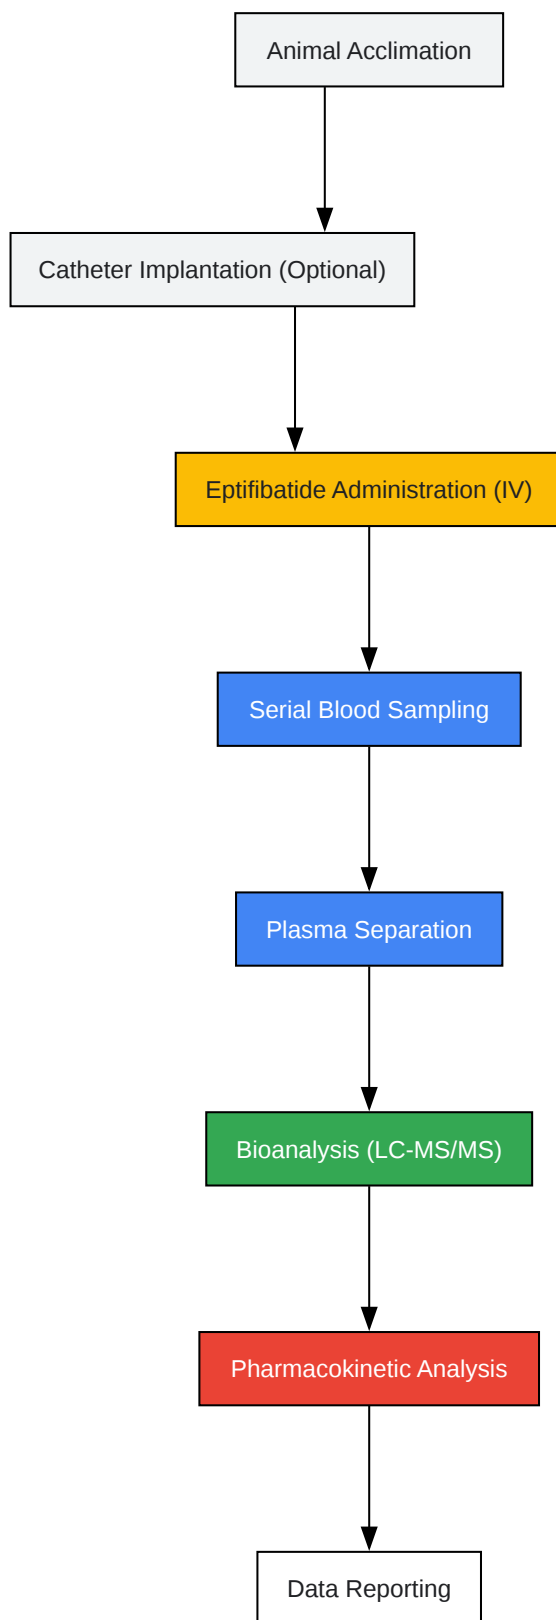 Animal Acclimation
Catheter Implantation (Optional)
Eptifibatide Administration (IV)
Serial Blood Sampling
Plasma Separation
Bioanalysis (LC-MS/MS)
Pharmacokinetic Analysis
Data Reporting